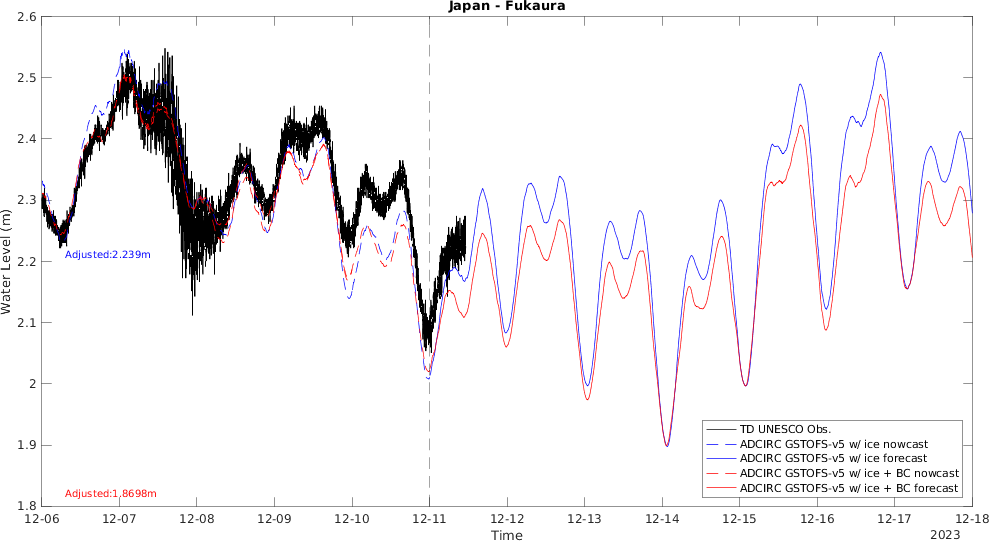 Japan - Fukaura
2.6
2.5
2.4
2.3
2.2
2.1
2
1.9
1.8
Water Level (m)
Adjusted:2.239m
Adjusted:1.8698m
TD UNESCO Obs.
ADCIRC GSTOFS-v5 w/ ice nowcast
ADCIRC GSTOFS-v5 w/ ice forecast
ADCIRC GSTOFS-v5 w/ ice + BC nowcast
ADCIRC GSTOFS-v5 w/ ice + BC forecast
12-06 12-07 12-08 12-09 12-10 12-11 12-12 12-13 12-14 12-15 12-16 12-17 12-18
Time
2023